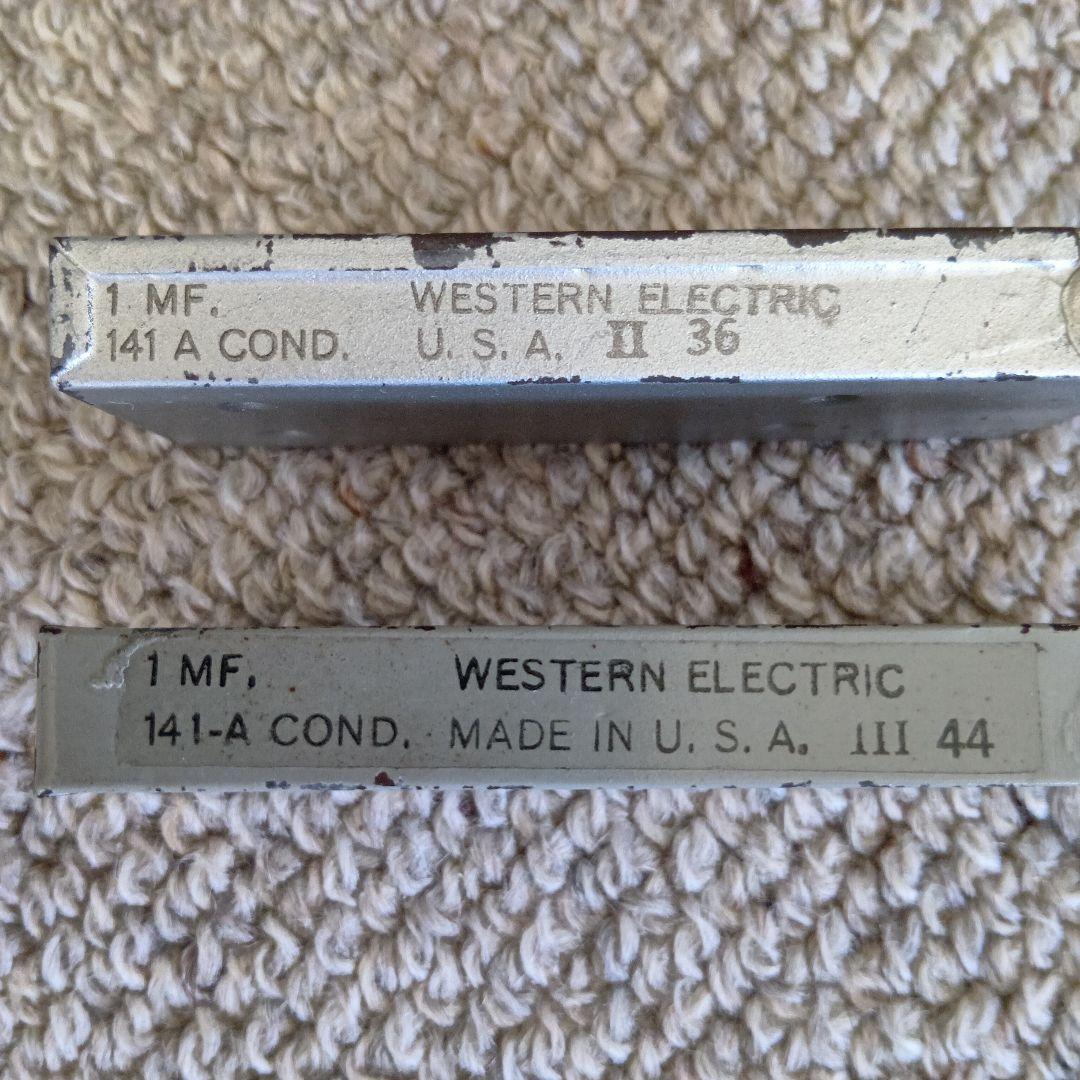 1 MF. WESTERN ELECTRIC
141 A COND. U. S. A. II 36
1 MF. WESTERN ELECTRIC
141-A COND. MADE IN U. S. A. III 44